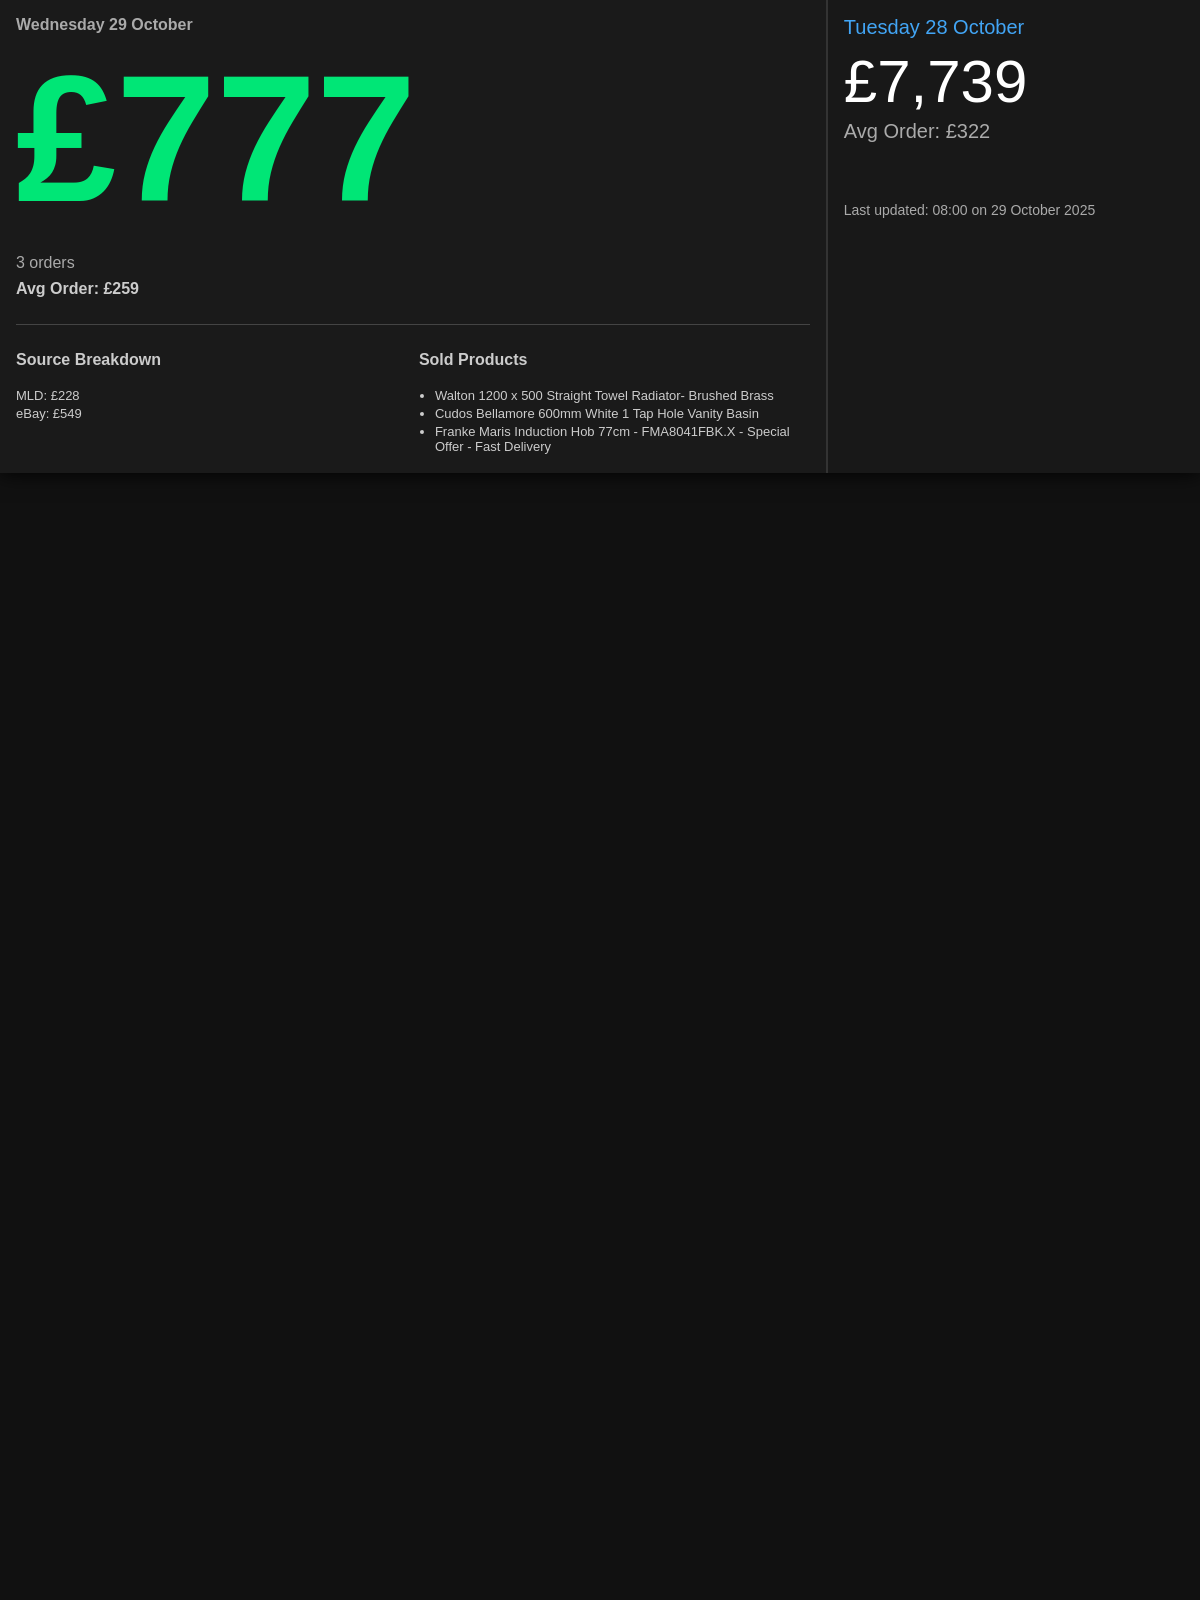 Wednesday 29 October
£777
3 orders
Avg Order: £259
Source Breakdown
MLD: £228
eBay: £549
Sold Products
• Walton 1200 x 500 Straight Towel Radiator- Brushed Brass
• Cudos Bellamore 600mm White 1 Tap Hole Vanity Basin
• Franke Maris Induction Hob 77cm - FMA8041FBK.X - Special
Offer - Fast Delivery
Tuesday 28 October
£7,739
Avg Order: £322
Last updated: 08:00 on 29 October 2025